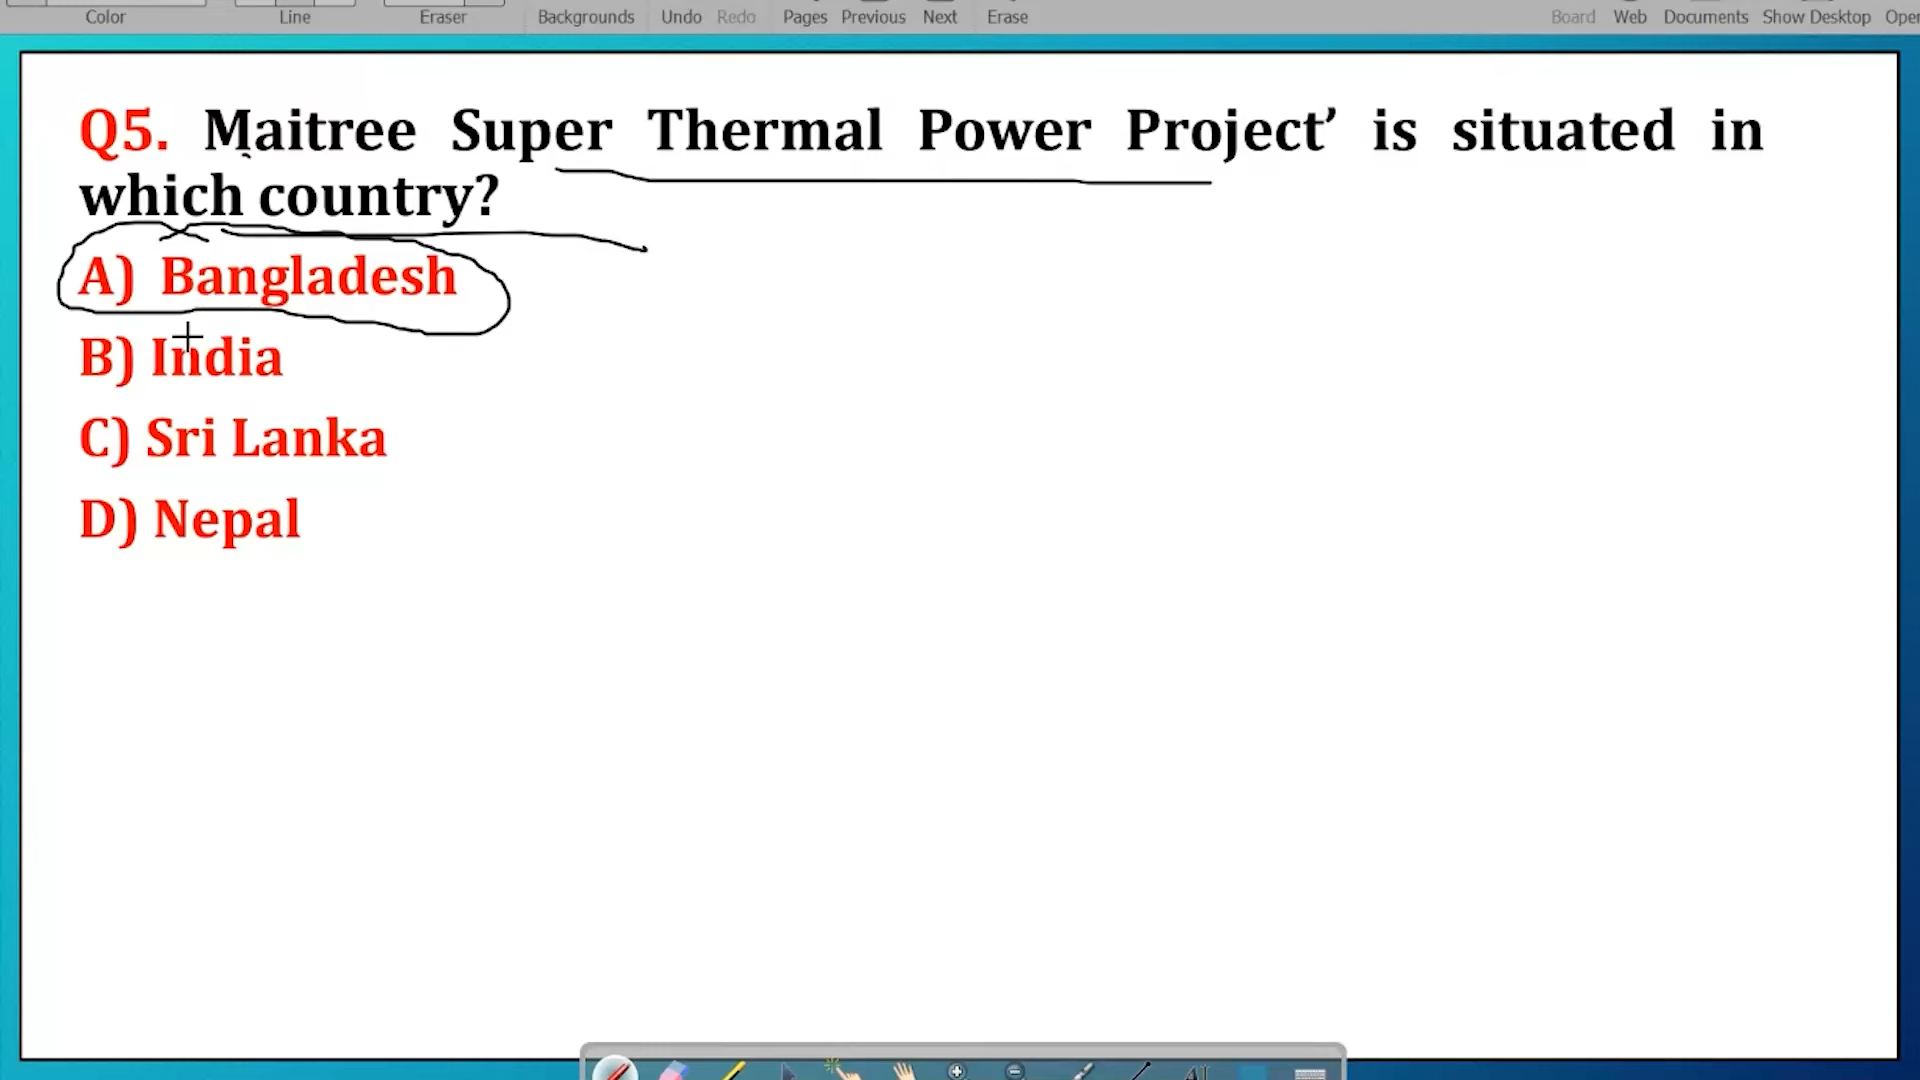 Color Line Eraser Backgrounds Undo Redo Pages Previous Next Erase Board Web Documents Show Desktop
Q5. Maitree Super Thermal Power Project’ is situated in
which country?
A) Bangladesh
B) India
C) Sri Lanka
D) Nepal